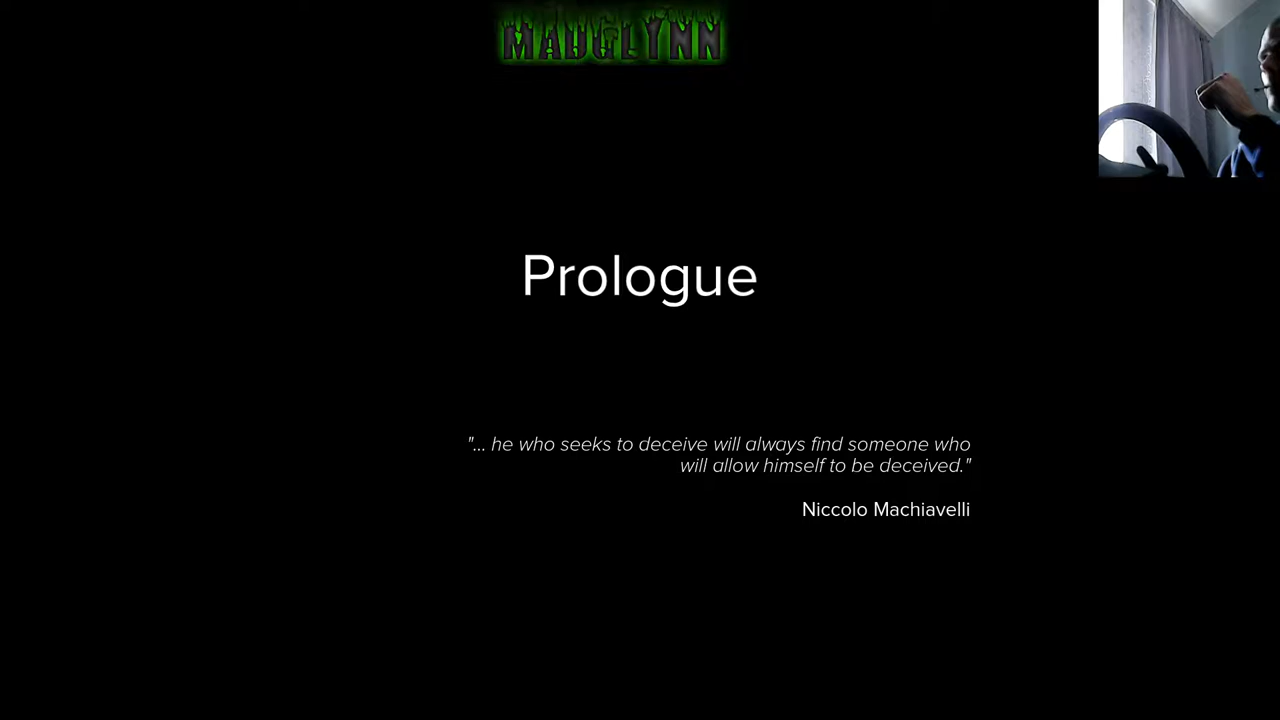 MADGLYNN
Prologue
"... he who seeks to deceive will always find someone who
will allow himself to be deceived."
Niccolo Machiavelli